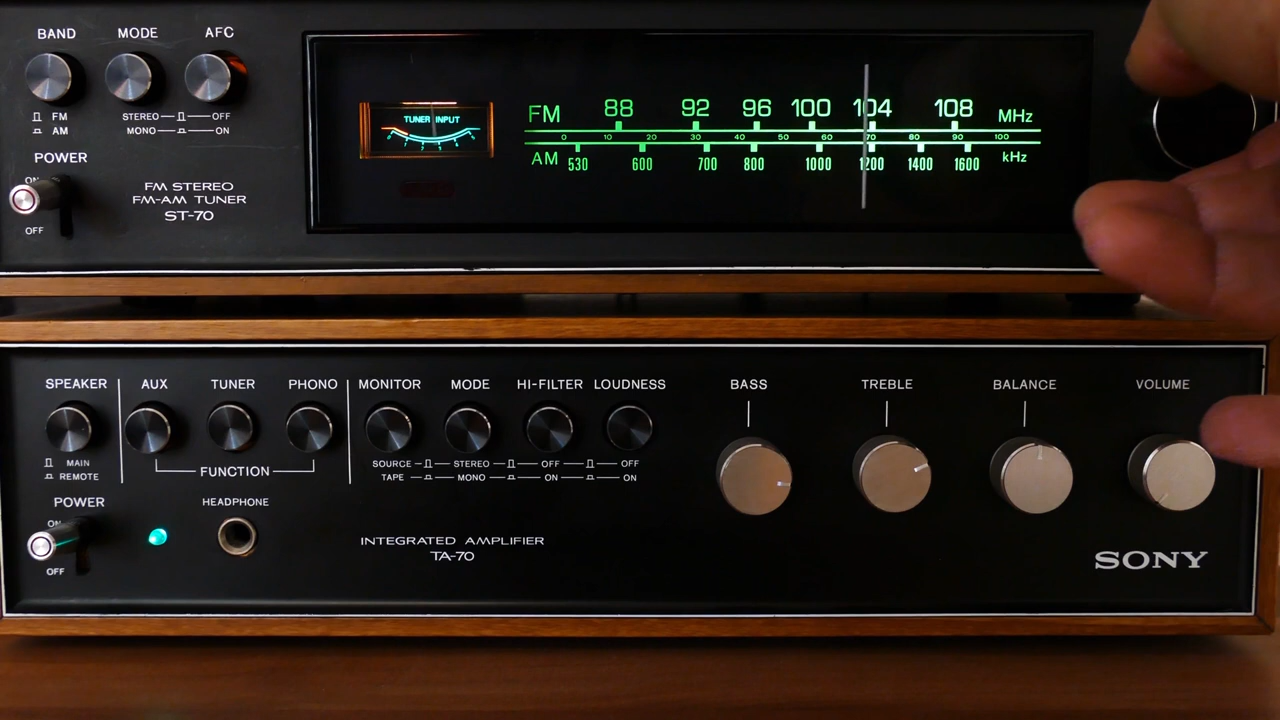 BAND MODE AFC
FM STEREO OFF
AM MONO ON
POWER
ON
OFF
FM STEREO
FM-AM TUNER
ST-70
TUNER INPUT
FM 88 92 96 100 104 108 MHz
0 10 20 30 40 50 60 70 80 90 100
AM 530 600 700 800 1000 1200 1400 1600 kHz
SPEAKER AUX TUNER PHONO MONITOR MODE HI-FILTER LOUDNESS BASS TREBLE BALANCE VOLUME
MAIN SOURCE STEREO OFF OFF
REMOTE FUNCTION TAPE MONO ON ON
POWER HEADPHONE
ON
OFF
INTEGRATED AMPLIFIER
TA-70
SONY